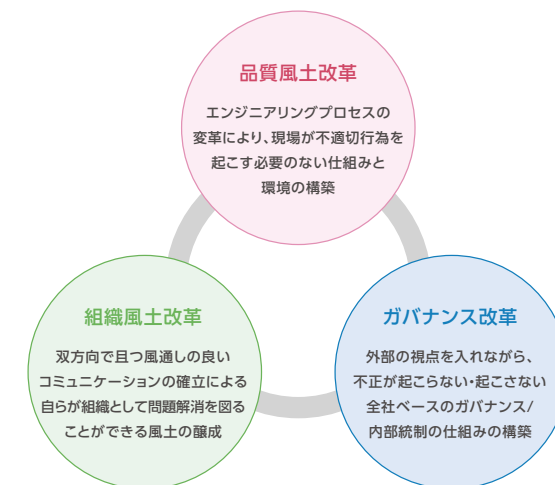 品質風土改革
エンジニアリングプロセスの
変革により、現場が不適切行為を
起こす必要のない仕組みと
環境の構築
組織風土改革
双方向で且つ風通しの良い
コミュニケーションの確立による
自らが組織として問題解消を図る
ことができる風土の醸成
ガバナンス改革
外部の視点を入れながら、
不正が起こらない・起こさない
全社ベースのガバナンス/
内部統制の仕組みの構築